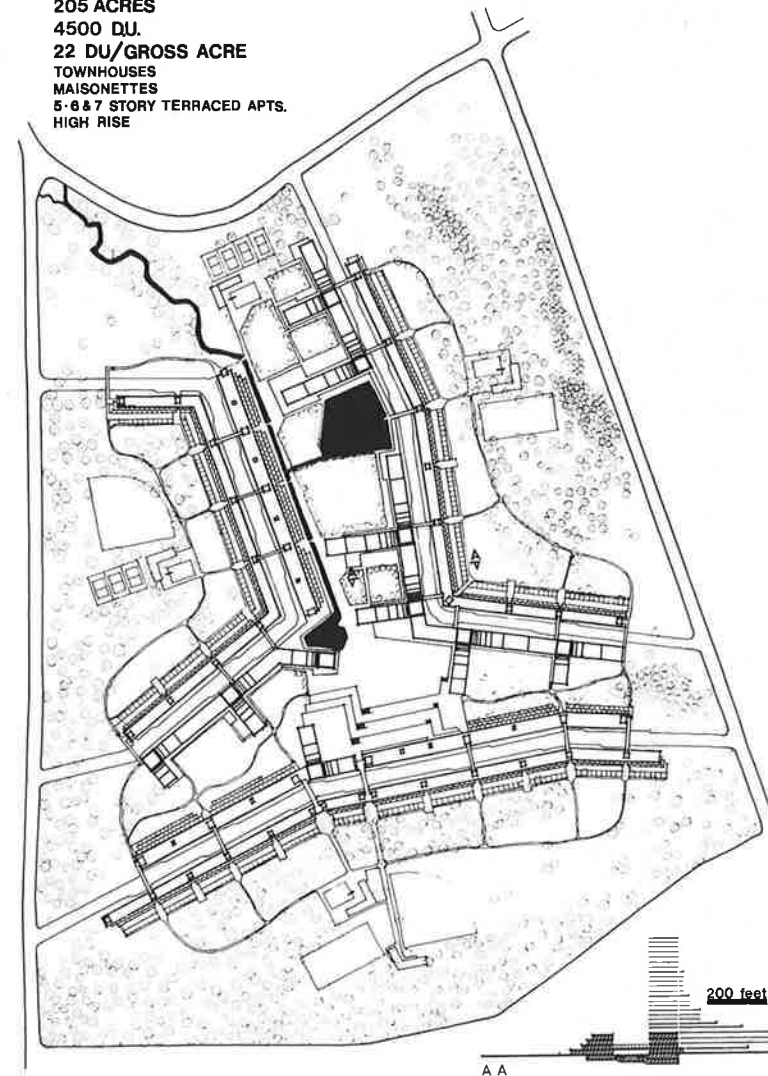 205 ACRES
4500 D.U.
22 DU/GROSS ACRE
TOWNHOUSES
MAISONETTES
5·6&7 STORY TERRACED APTS.
HIGH RISE
200 feet
A A